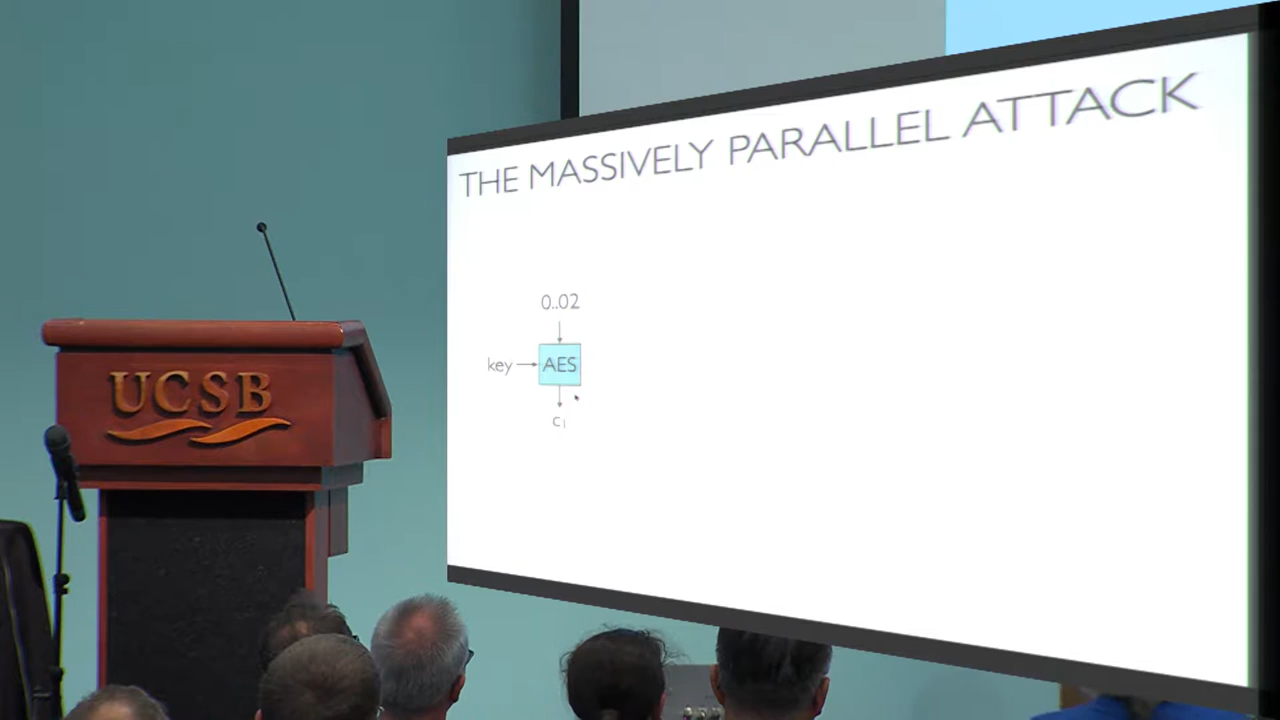 THE MASSIVELY PARALLEL ATTACK
0..02
key
AES
c₁
UCSB